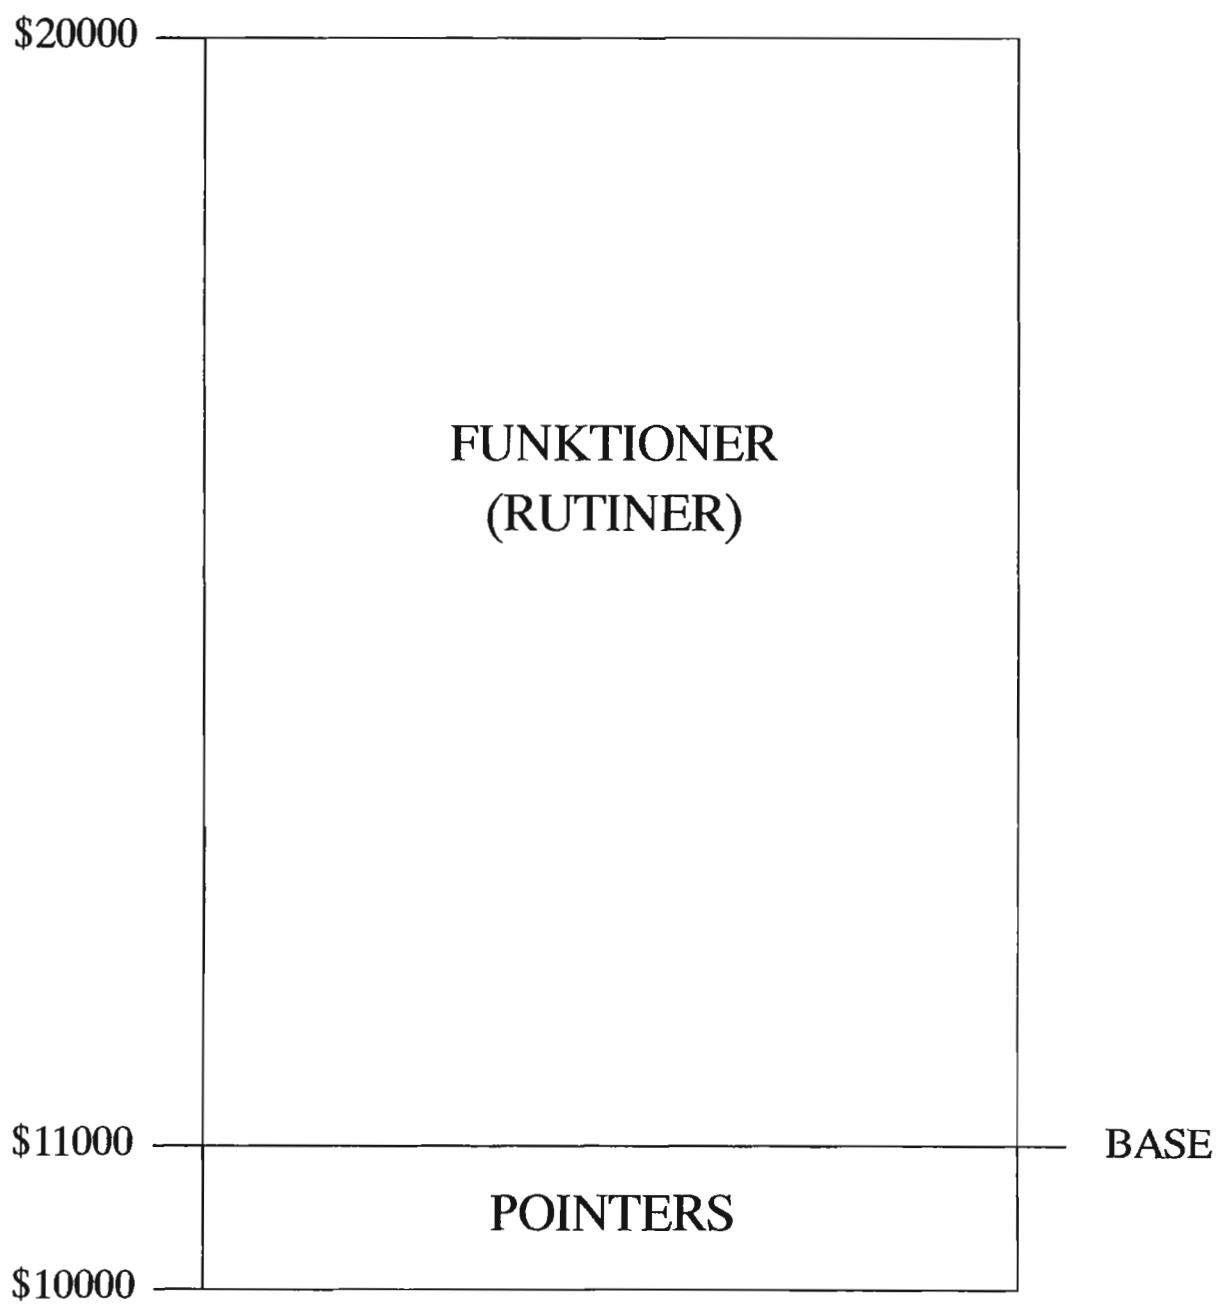 $20000
FUNKTIONER
(RUTINER)
$11000
BASE
POINTERS
$10000